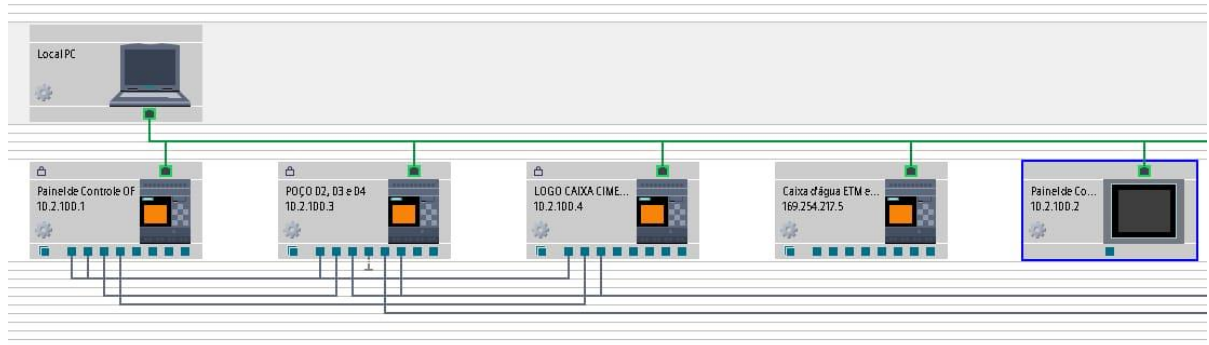 Local PC
Painel de Controle OF
10.2.100.1
POÇO 02, 03 e 04
10.2.100.3
LOGO CAIXA CIME...
10.2.100.4
Caixa d'água ETM e...
169.254.217.5
Painel de Co...
10.2.100.2